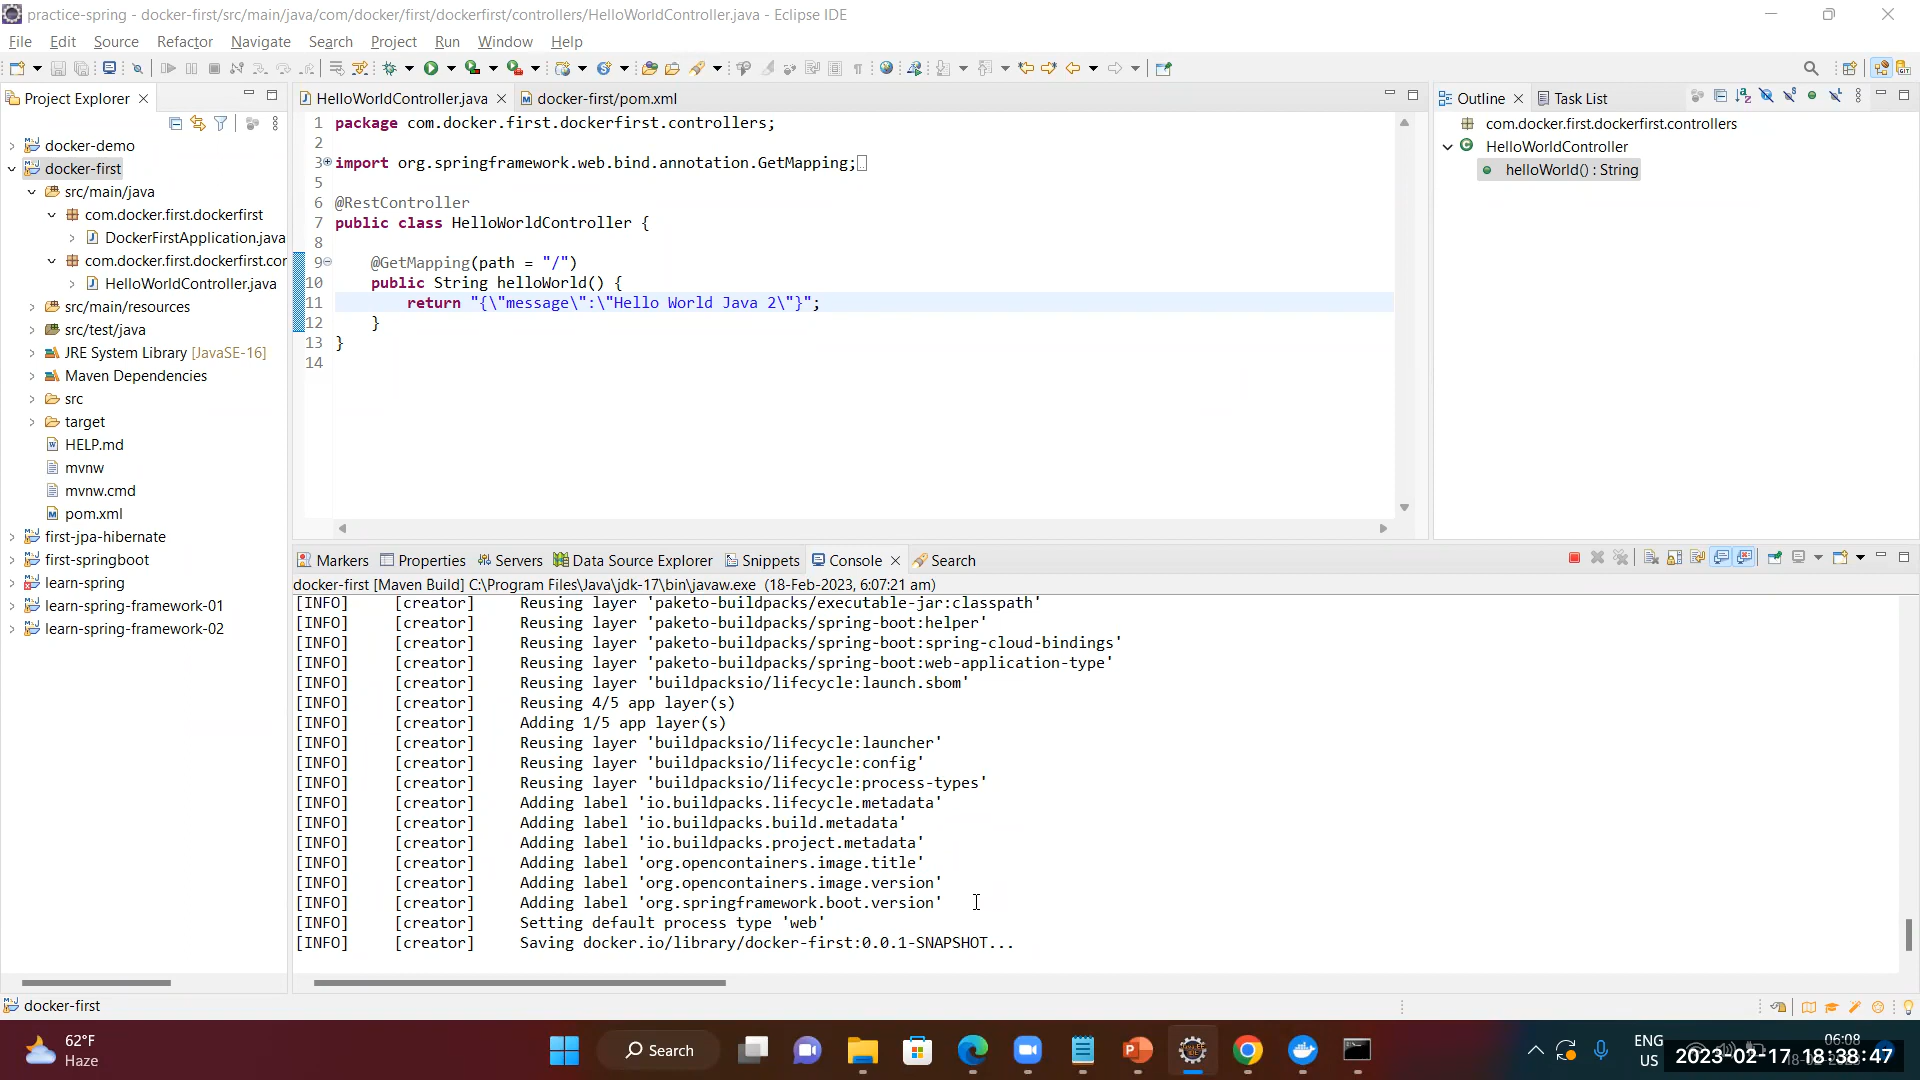 practice-spring - docker-first/src/main/java/com/docker/first/dockerfirst/controllers/HelloWorldController.java - Eclipse IDE
File Edit Source Refactor Navigate Search Project Run Window Help
Project Explorer
docker-demo
docker-first
src/main/java
com.docker.first.dockerfirst
DockerFirstApplication.java
com.docker.first.dockerfirst.cor
HelloWorldController.java
src/main/resources
src/test/java
JRE System Library [JavaSE-16]
Maven Dependencies
src
target
HELP.md
mvnw
mvnw.cmd
pom.xml
first-jpa-hibernate
first-springboot
learn-spring
learn-spring-framework-01
learn-spring-framework-02
HelloWorldController.java docker-first/pom.xml
1 package com.docker.first.dockerfirst.controllers;
2
3 import org.springframework.web.bind.annotation.GetMapping;
5
6 @RestController
7 public class HelloWorldController {
8
9 @GetMapping(path = "/")
10 public String helloWorld() {
11 return "{\"message\":\"Hello World Java 2\"}";
12 }
13 }
14
Outline Task List
com.docker.first.dockerfirst.controllers
HelloWorldController
helloWorld() : String
Markers Properties Servers Data Source Explorer Snippets Console Search
docker-first [Maven Build] C:\Program Files\Java\jdk-17\bin\javaw.exe (18-Feb-2023, 6:07:21 am)
[INFO] [creator] Reusing layer 'paketo-buildpacks/executable-jar:classpath'
[INFO] [creator] Reusing layer 'paketo-buildpacks/spring-boot:helper'
[INFO] [creator] Reusing layer 'paketo-buildpacks/spring-boot:spring-cloud-bindings'
[INFO] [creator] Reusing layer 'paketo-buildpacks/spring-boot:web-application-type'
[INFO] [creator] Reusing layer 'buildpacksio/lifecycle:launch.sbom'
[INFO] [creator] Reusing 4/5 app layer(s)
[INFO] [creator] Adding 1/5 app layer(s)
[INFO] [creator] Reusing layer 'buildpacksio/lifecycle:launcher'
[INFO] [creator] Reusing layer 'buildpacksio/lifecycle:config'
[INFO] [creator] Reusing layer 'buildpacksio/lifecycle:process-types'
[INFO] [creator] Adding label 'io.buildpacks.lifecycle.metadata'
[INFO] [creator] Adding label 'io.buildpacks.build.metadata'
[INFO] [creator] Adding label 'io.buildpacks.project.metadata'
[INFO] [creator] Adding label 'org.opencontainers.image.title'
[INFO] [creator] Adding label 'org.opencontainers.image.version'
[INFO] [creator] Adding label 'org.springframework.boot.version'
[INFO] [creator] Setting default process type 'web'
[INFO] [creator] Saving docker.io/library/docker-first:0.0.1-SNAPSHOT...
docker-first
62°F
Haze
Search
ENG
US
06:08
2023-02-17 18:38:47